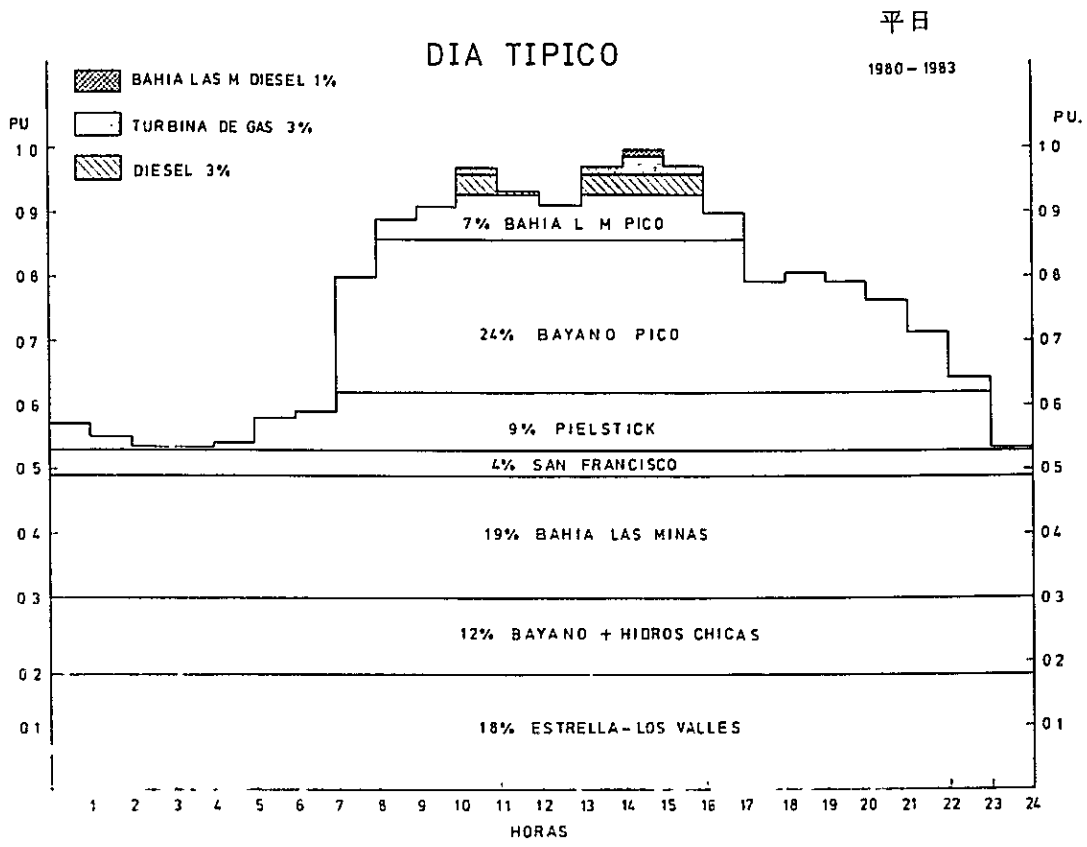 平日
DIA TIPICO
1980-1983
BAHIA LAS M DIESEL 1%
TURBINA DE GAS 3%
DIESEL 3%
PU
PU.
1.0
0.9
0.8
0.7
0.6
0.5
0.4
0.3
0.2
0.1
1.0
0.9
0.8
0.7
0.6
0.5
0.4
0.3
0.2
0.1
7% BAHIA L M PICO
24% BAYANO PICO
9% PIELSTICK
4% SAN FRANCISCO
19% BAHIA LAS MINAS
12% BAYANO + HIDROS CHICAS
18% ESTRELLA-LOS VALLES
1 2 3 4 5 6 7 8 9 10 11 12 13 14 15 16 17 18 19 20 21 22 23 24
HORAS